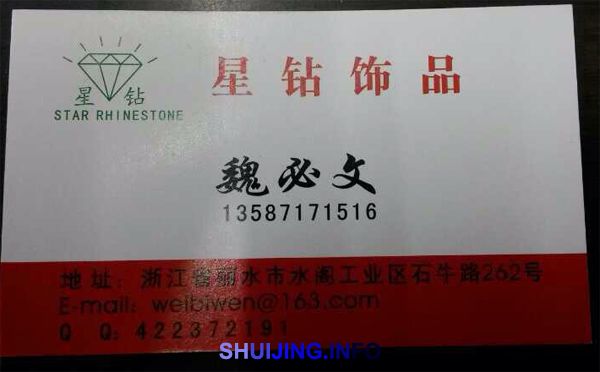 星钻
STAR RHINESTONE
星钻饰品
魏必文
13587171516
地 址：浙江省丽水市水阁工业区石牛路262号
E-mail：weibiwen@163.com
Q Q：422372191
SHUIJING.INFO